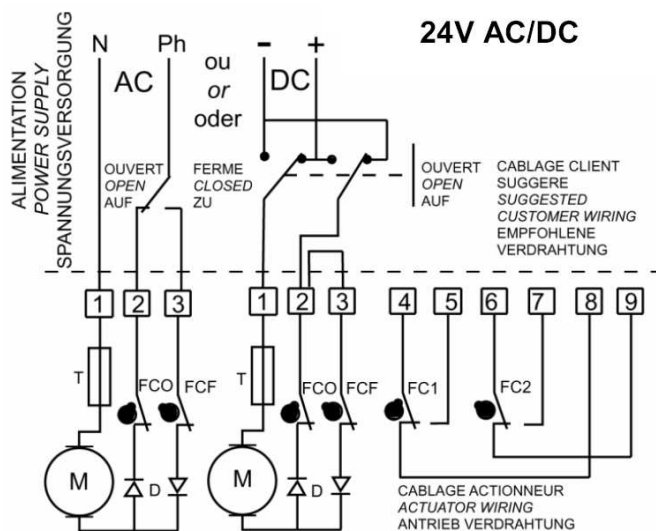 24V AC/DC
N Ph - +
AC ou DC
or
oder
ALIMENTATION
POWER SUPPLY
SPANNUNGSVERSORGUNG
OUVERT
OPEN
AUF
FERME
CLOSED
ZU
OUVERT
OPEN
AUF
CABLAGE CLIENT
SUGGERE
SUGGESTED
CUSTOMER WIRING
EMPFOHLENE
VERDRAHTUNG
1 2 3 1 2 3 4 5 6 7 8 9
T FCO FCF T FCO FCF FC1 FC2
M D M D
CABLAGE ACTIONNEUR
ACTUATOR WIRING
ANTRIEB VERDRAHTUNG